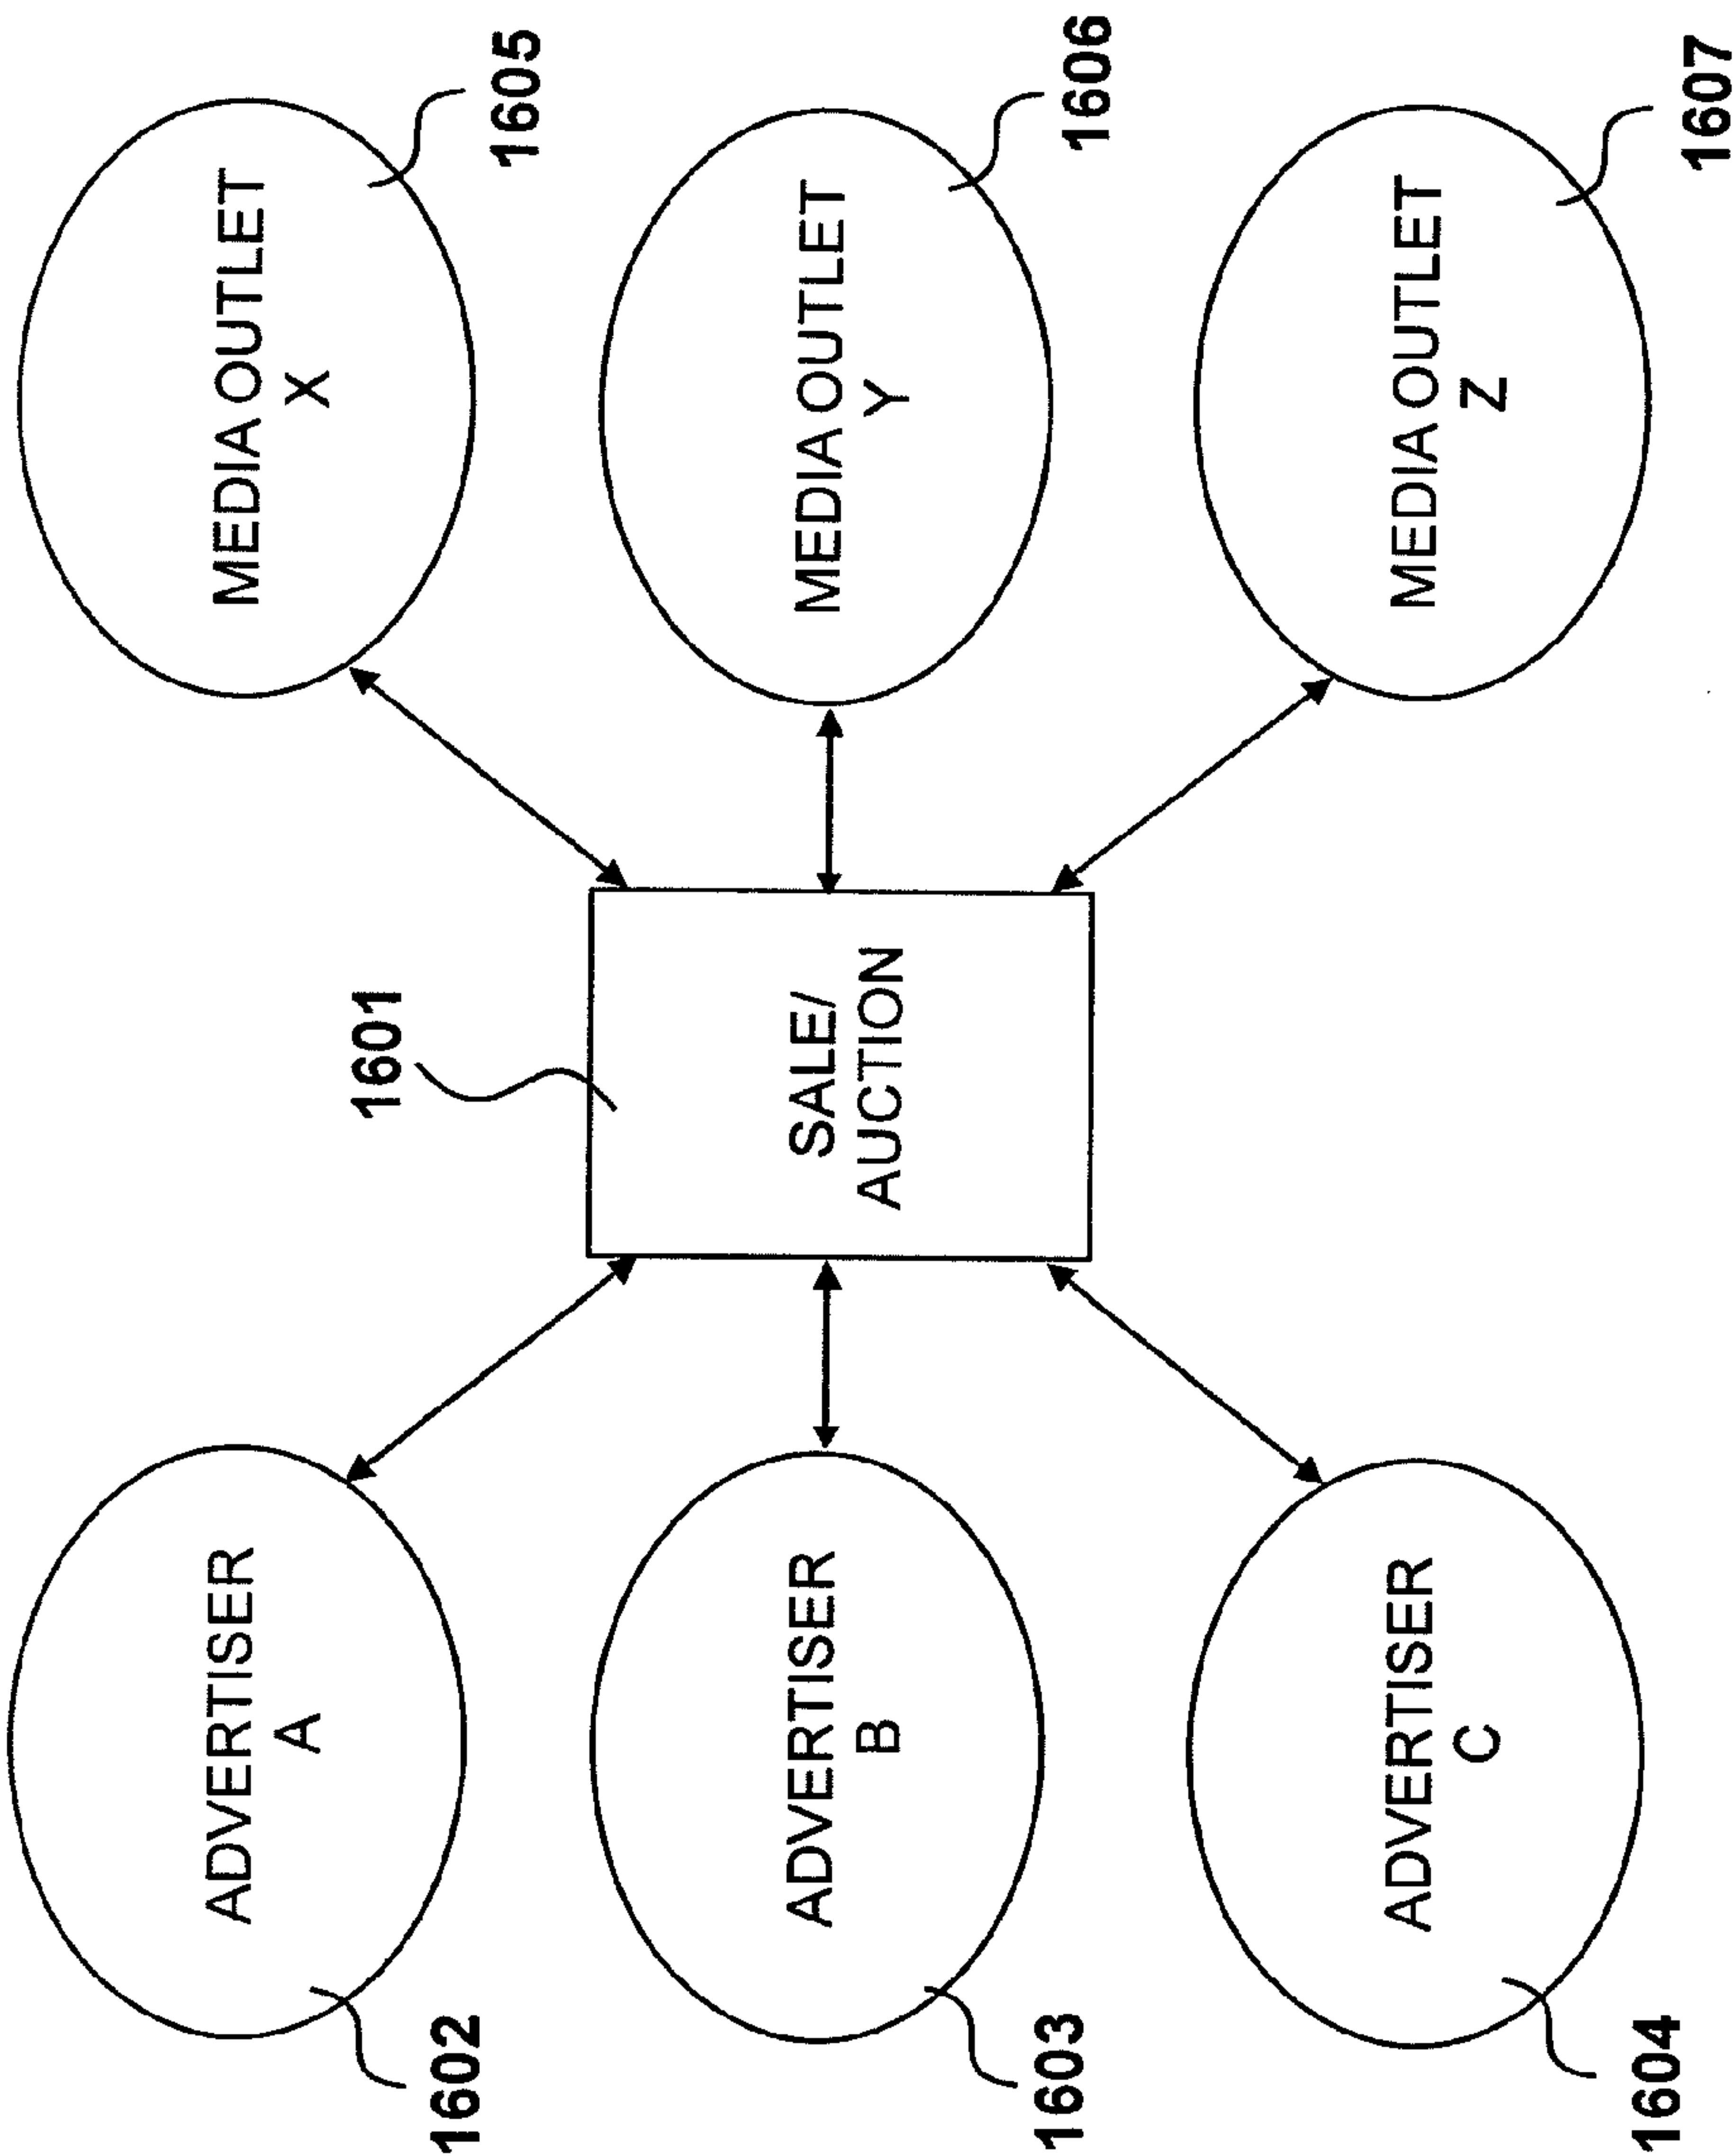 1601
SALE/
AUCTION
ADVERTISER
A
1602
MEDIA OUTLET
X
1605
ADVERTISER
B
1603
MEDIA OUTLET
Y
1606
ADVERTISER
C
1604
MEDIA OUTLET
Z
1607